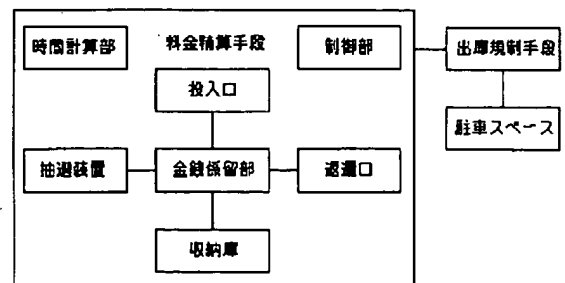 時間計算部
料金精算手段
制御部
出庫規制手段
投入口
駐車スペース
抽選装置
金銭係留部
返還口
収納庫